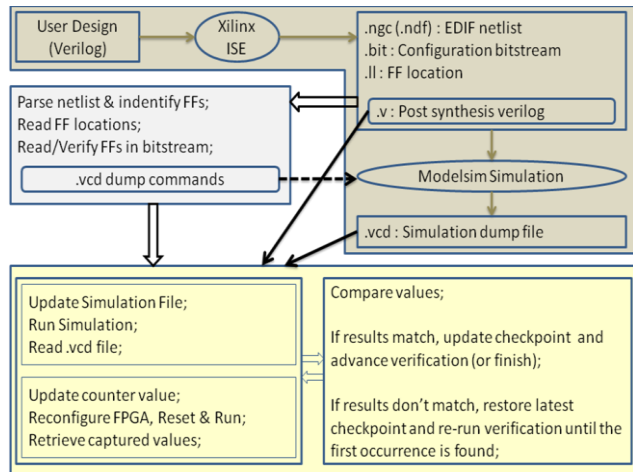 User Design
(Verilog)
Xilinx
ISE
.ngc (.ndf) : EDIF netlist
.bit : Configuration bitstream
.ll : FF location
.v : Post synthesis verilog
Parse netlist & indentify FFs;
Read FF locations;
Read/Verify FFs in bitstream;
.vcd dump commands
Modelsim Simulation
.vcd : Simulation dump file
Update Simulation File;
Run Simulation;
Read .vcd file;
Update counter value;
Reconfigure FPGA, Reset & Run;
Retrieve captured values;
Compare values;
If results match, update checkpoint and
advance verification (or finish);
If results don't match, restore latest
checkpoint and re-run verification until the
first occurrence is found;